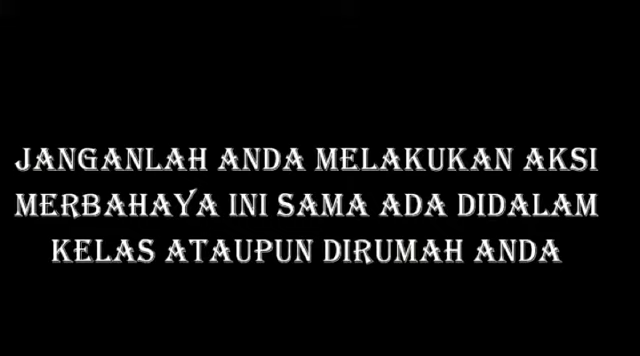 JANGANLAH ANDA MELAKUKAN AKSI
MERBAHAYA INI SAMA ADA DIDALAM
KELAS ATAUPUN DIRUMAH ANDA